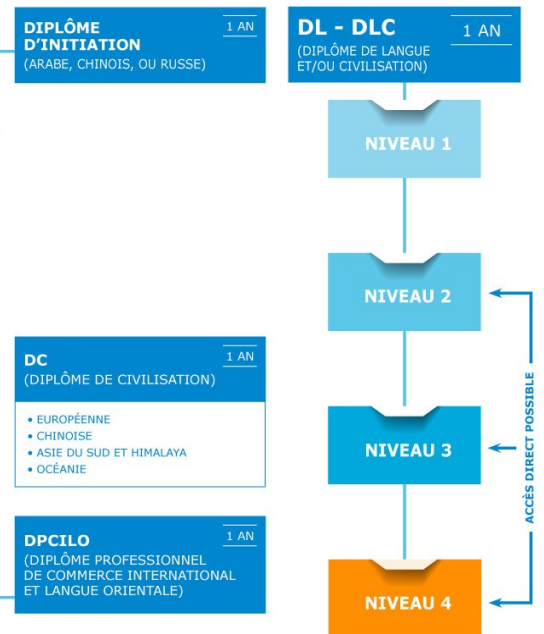 DIPLÔME
D'INITIATION
(ARABE, CHINOIS, OU RUSSE)
1 AN
DL - DLC
(DIPLÔME DE LANGUE
ET/OU CIVILISATION)
1 AN
NIVEAU 1
NIVEAU 2
NIVEAU 3
NIVEAU 4
ACCÈS DIRECT POSSIBLE
DC
(DIPLÔME DE CIVILISATION)
1 AN
• EUROPÉENNE
• CHINOISE
• ASIE DU SUD ET HIMALAYA
• OCÉANIE
DPCILO
(DIPLÔME PROFESSIONNEL
DE COMMERCE INTERNATIONAL
ET LANGUE ORIENTALE)
1 AN